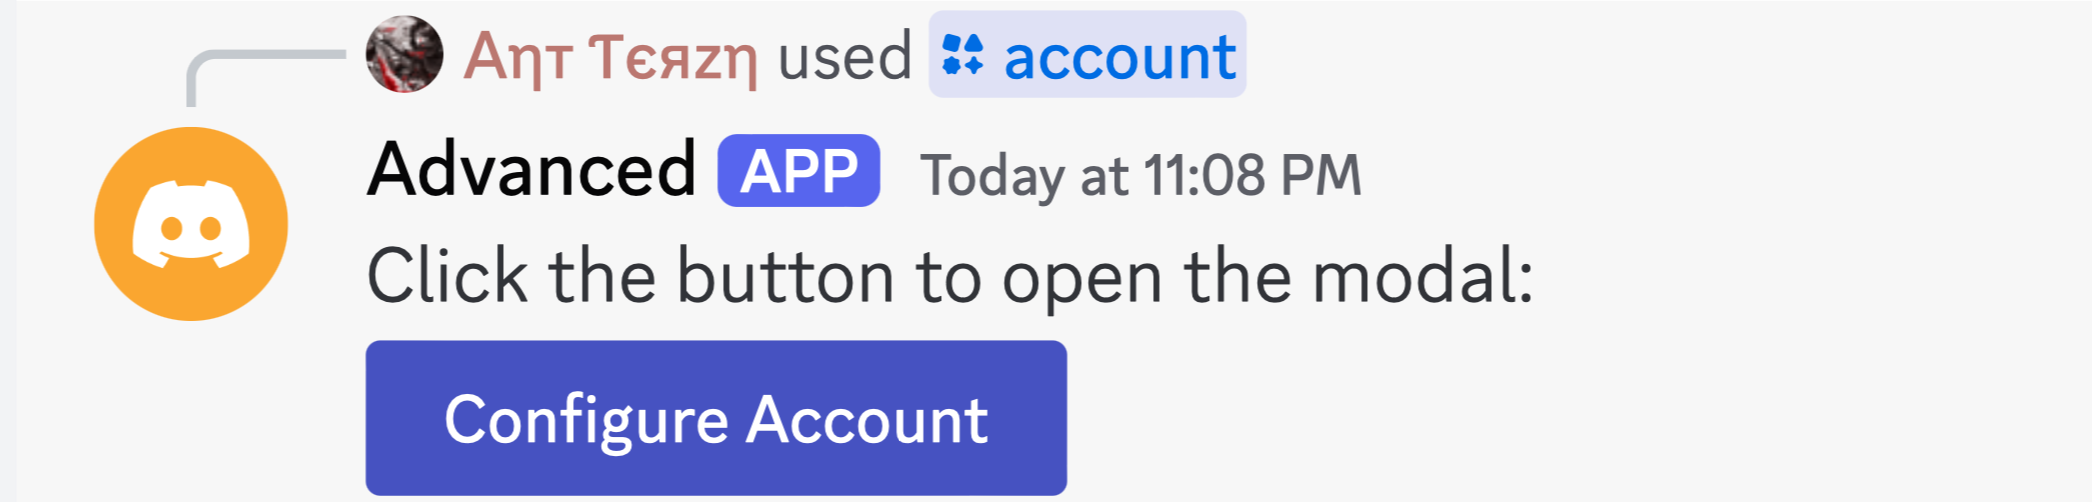 Aηт Ƭєяzη used account
Advanced APP Today at 11:08 PM
Click the button to open the modal:
Configure Account